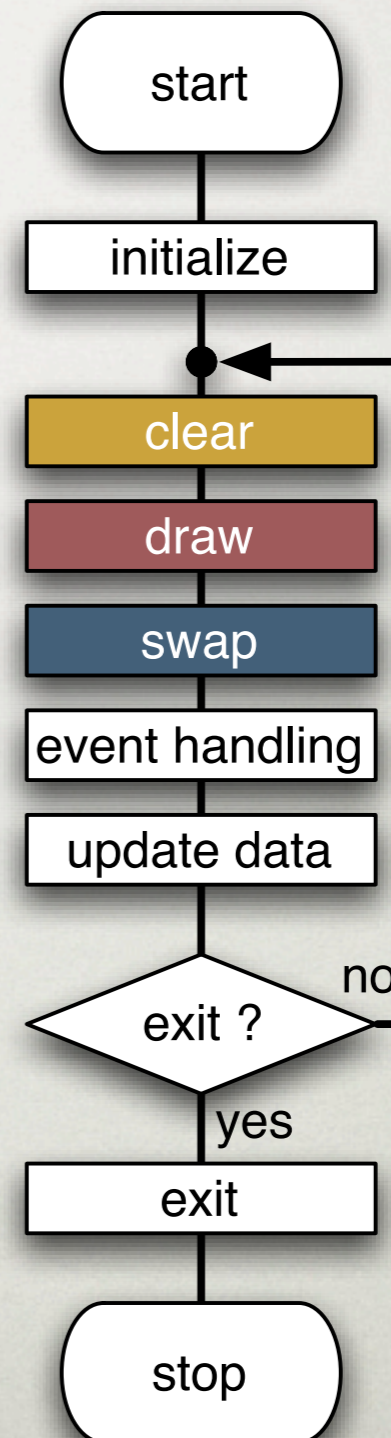 start
initialize
clear
draw
swap
event handling
update data
no
exit ?
yes
exit
stop